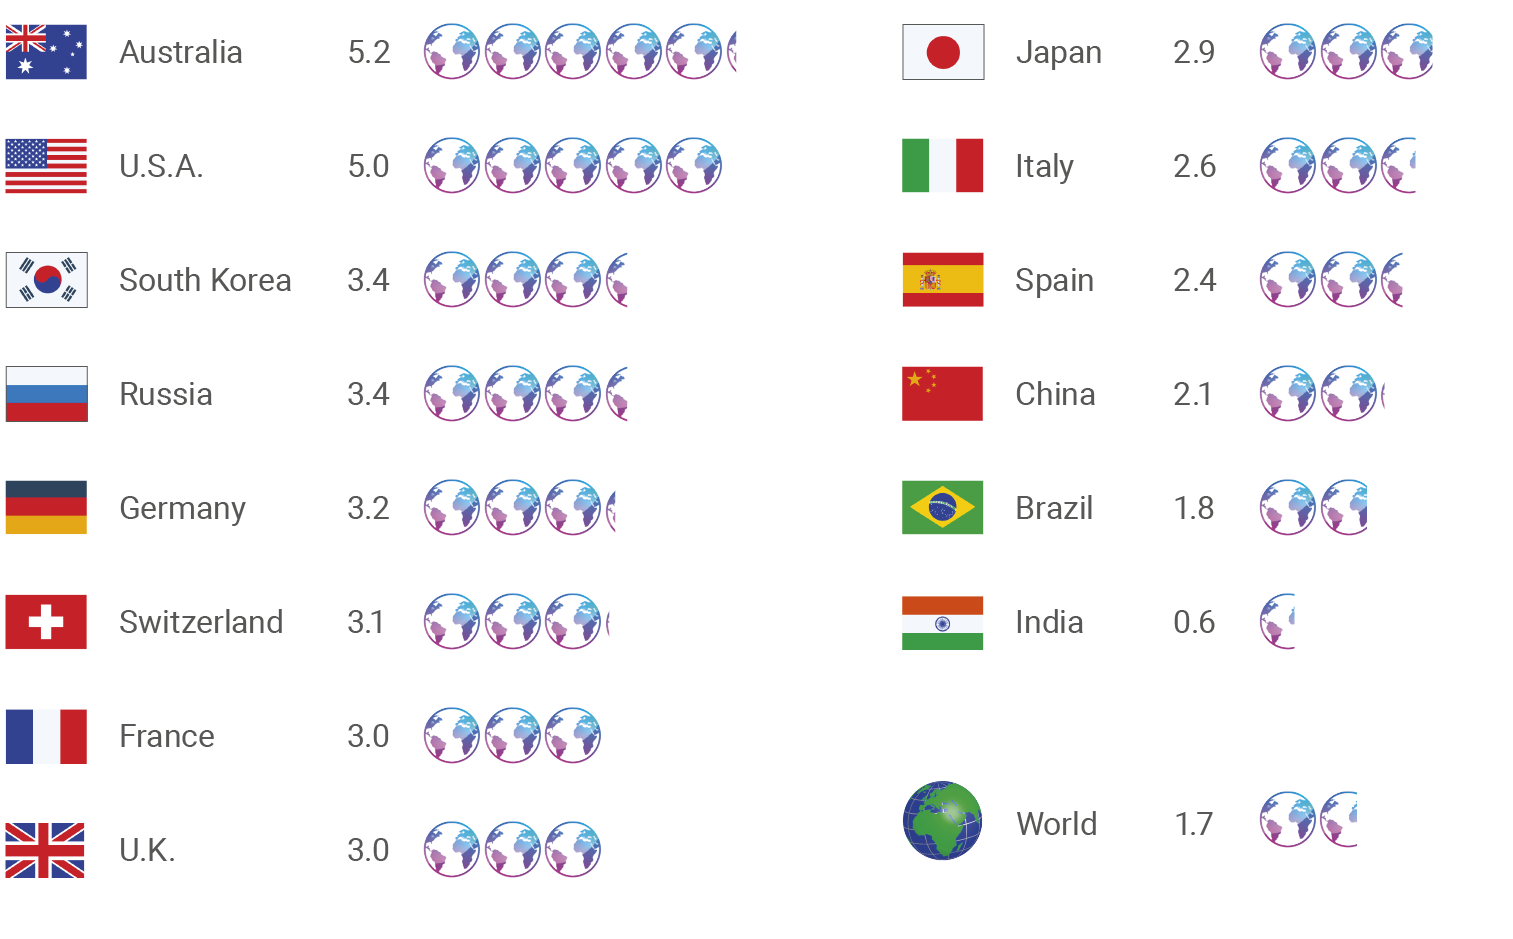 Australia 5.2
U.S.A. 5.0
South Korea 3.4
Russia 3.4
Germany 3.2
Switzerland 3.1
France 3.0
U.K. 3.0
Japan 2.9
Italy 2.6
Spain 2.4
China 2.1
Brazil 1.8
India 0.6
World 1.7